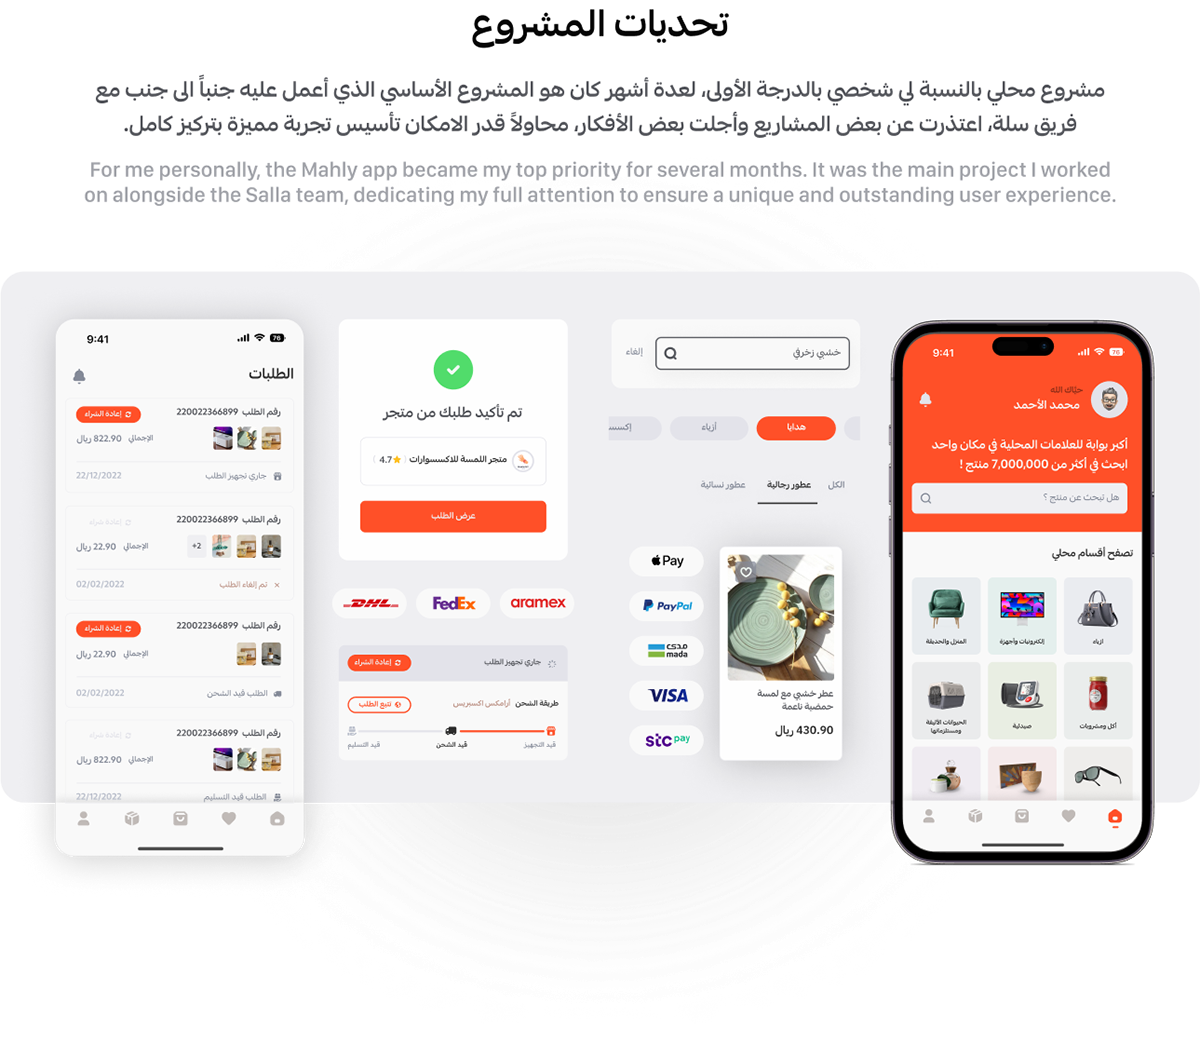 تحديات المشروع
مشروع محلي بالنسبة لي شخصي بالدرجة الأولى، لعدة أشهر كان هو المشروع الأساسي الذي أعمل عليه جنباً الى جنب مع
فريق سلة، اعتذرت عن بعض المشاريع وأجلت بعض الأفكار، محاولاً قدر الامكان تأسيس تجربة مميزة بتركيز كامل.
For me personally, the Mahly app became my top priority for several months. It was the main project I worked
on alongside the Salla team, dedicating my full attention to ensure a unique and outstanding user experience.
9:41
76
حيّاك الله
محمد الأحمد
أكبر بوابة للعلامات المحلية في مكان واحد
ابحث في أكثر من 7,000,000 منتج !
هل تبحث عن منتج ؟
تصفح أقسام محلي
ازياء
إلكترونيات وأجهزة
المنزل والحديقة
أكل ومشروبات
صيدلية
الحيوانات الأليفة
ومستلزماتها
خشبي زخرفي
إلغاء
هدايا
أزياء
إكسس
الكل
عطور رجالية
عطور نسائية
عطر خشبي مع لمسة
حمضية ناعمة
430.90 ريال
Pay
PayPal
مدى
mada
VISA
stc pay
تم تأكيد طلبك من متجر
متجر اللمسة للاكسسوارات
4.7
عرض الطلب
DHL
FedEx
aramex
جاري تجهيز الطلب
إعادة الشراء
طريقة الشحن أرامكس اكسبريس
تتبع الطلب
قيد التجهيز
قيد الشحن
قيد التسليم
9:41
76
الطلبات
رقم الطلب 220022366899
إعادة الشراء
الإجمالي 822.90 ريال
جاري تجهيز الطلب
22/12/2022
رقم الطلب 220022366899
إعادة شراء
+2
الإجمالي 22.90 ريال
تم إلغاء الطلب
02/02/2022
رقم الطلب 220022366899
إعادة الشراء
الإجمالي 22.90 ريال
الطلب قيد الشحن
02/02/2022
رقم الطلب 220022366899
إعادة شراء
الإجمالي 822.90 ريال
الطلب قيد التسليم
22/12/2022